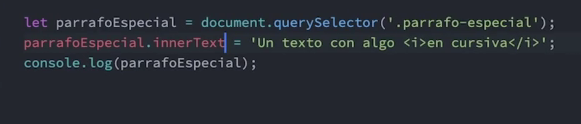 let parrafoEspecial = document.querySelector('.parrafo-especial');
parrafoEspecial.innerText = 'Un texto con algo <i>en cursiva</i>';
console.log(parrafoEspecial);